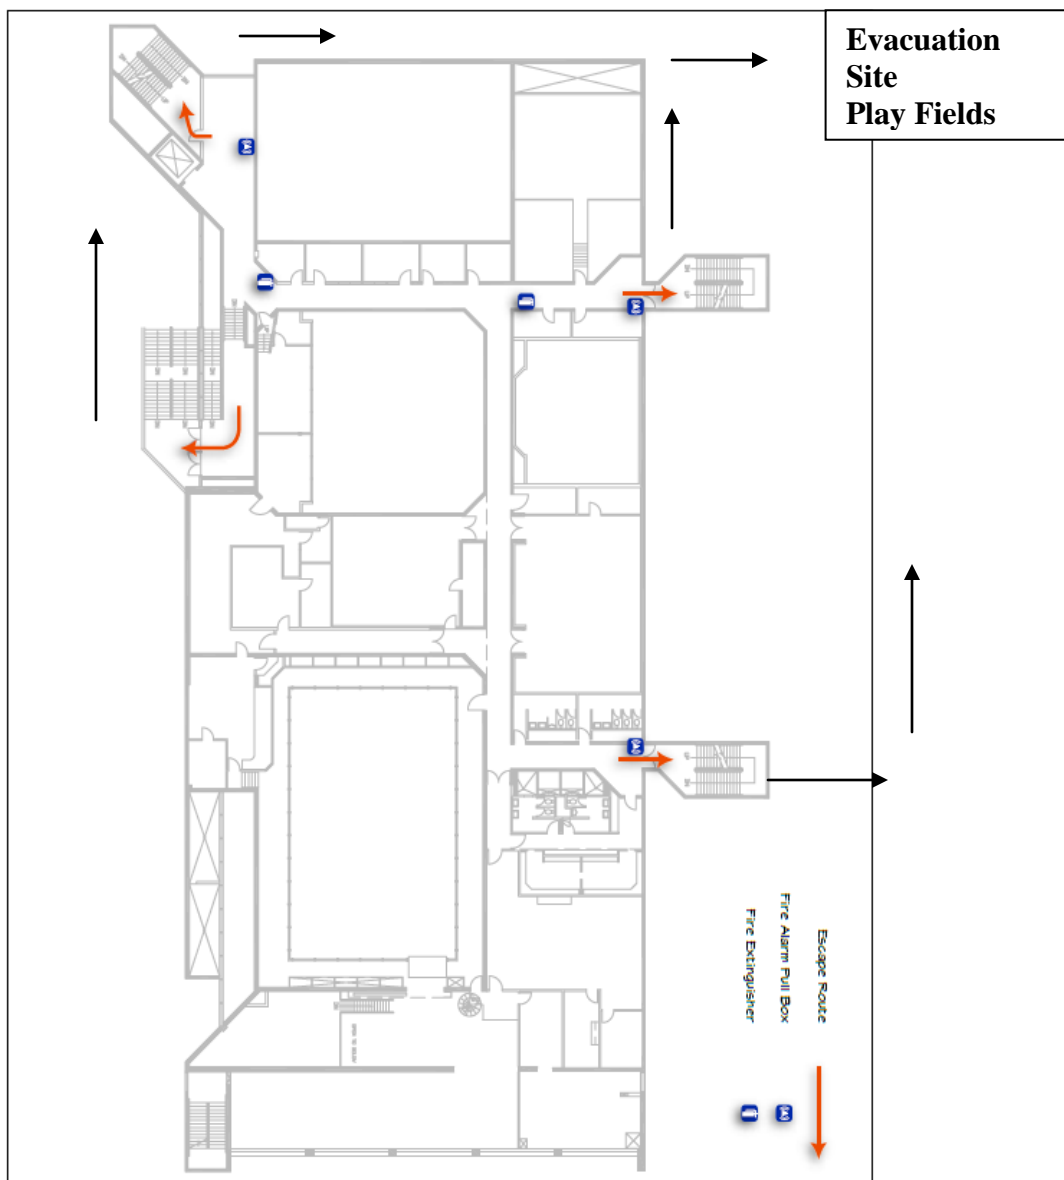 Evacuation
Site
Play Fields
Escape Route
Fire Alarm Pull Box
Fire Extinguisher